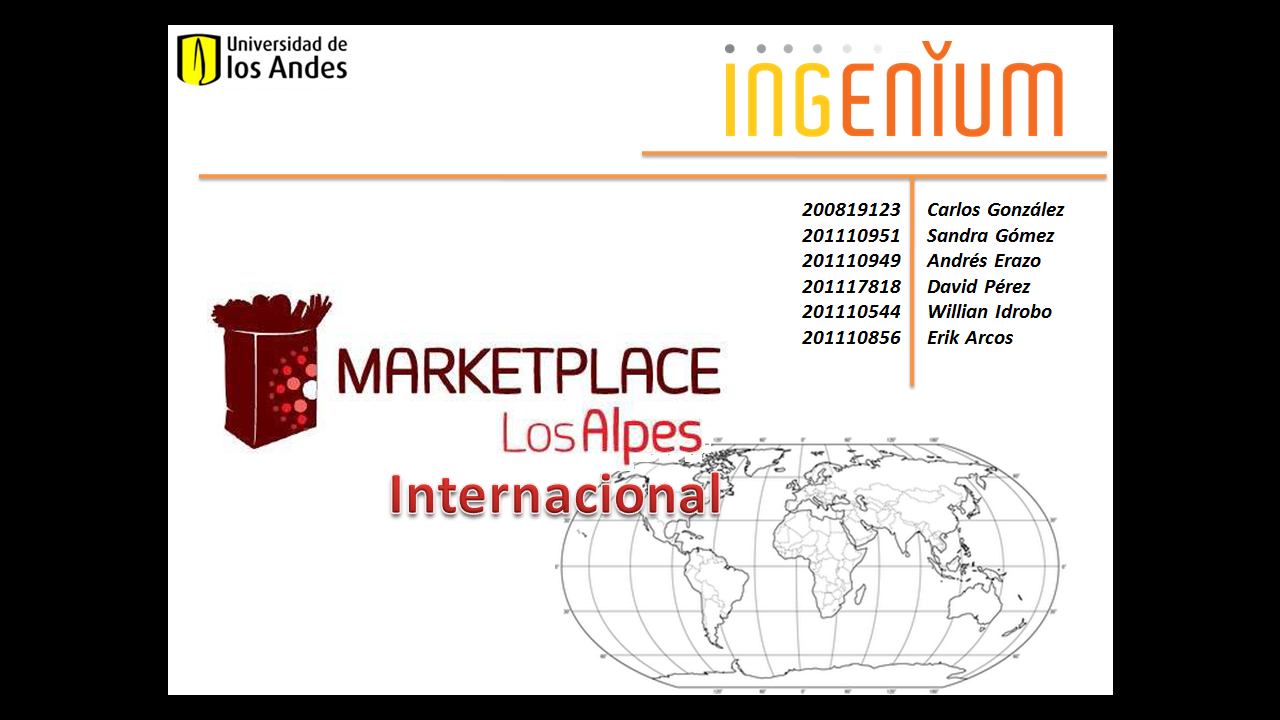 Universidad de
los Andes
INGENIUM
200819123 Carlos González
201110951 Sandra Gómez
201110949 Andrés Erazo
201117818 David Pérez
201110544 Willian Idrobo
201110856 Erik Arcos
MARKETPLACE
Los Alpes
Internacional